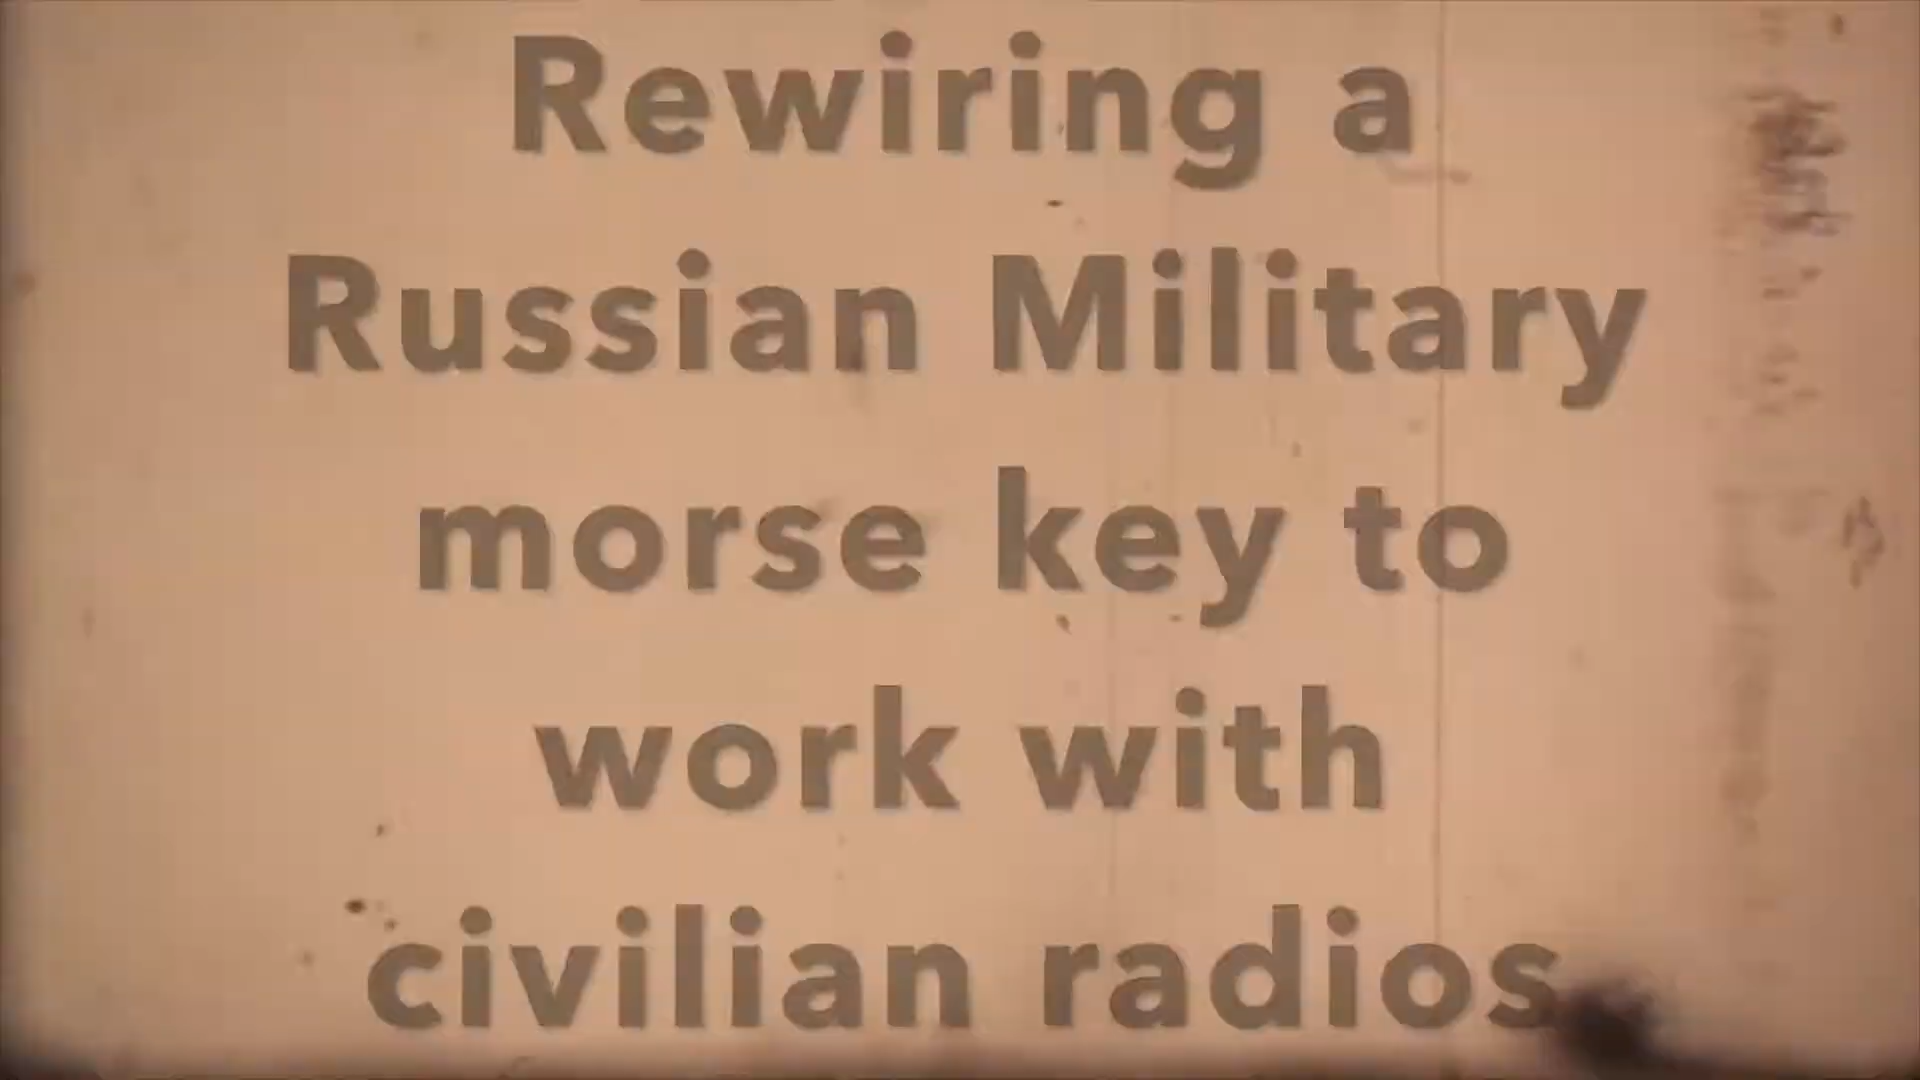 Rewiring a
Russian Military
morse key to
work with
civilian radios